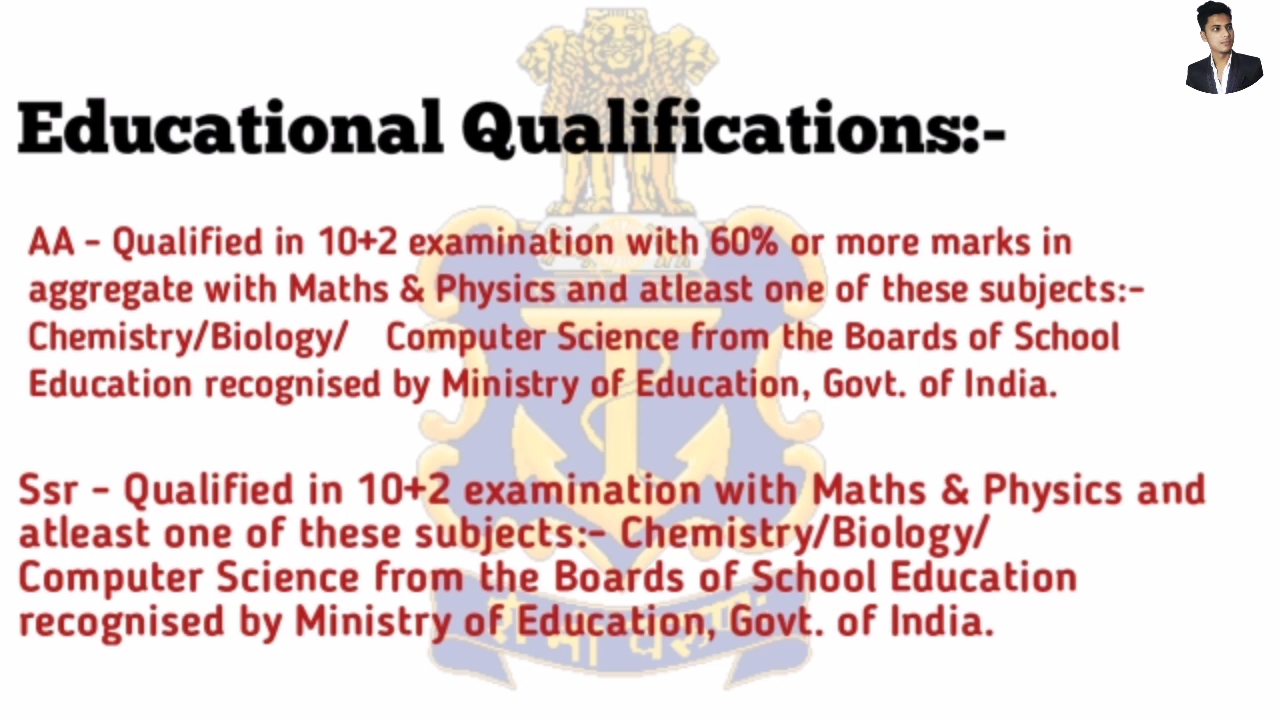 Educational Qualifications:-
AA - Qualified in 10+2 examination with 60% or more marks in
aggregate with Maths & Physics and atleast one of these subjects:-
Chemistry/Biology/ Computer Science from the Boards of School
Education recognised by Ministry of Education, Govt. of India.
Ssr - Qualified in 10+2 examination with Maths & Physics and
atleast one of these subjects:- Chemistry/Biology/
Computer Science from the Boards of School Education
recognised by Ministry of Education, Govt. of India.